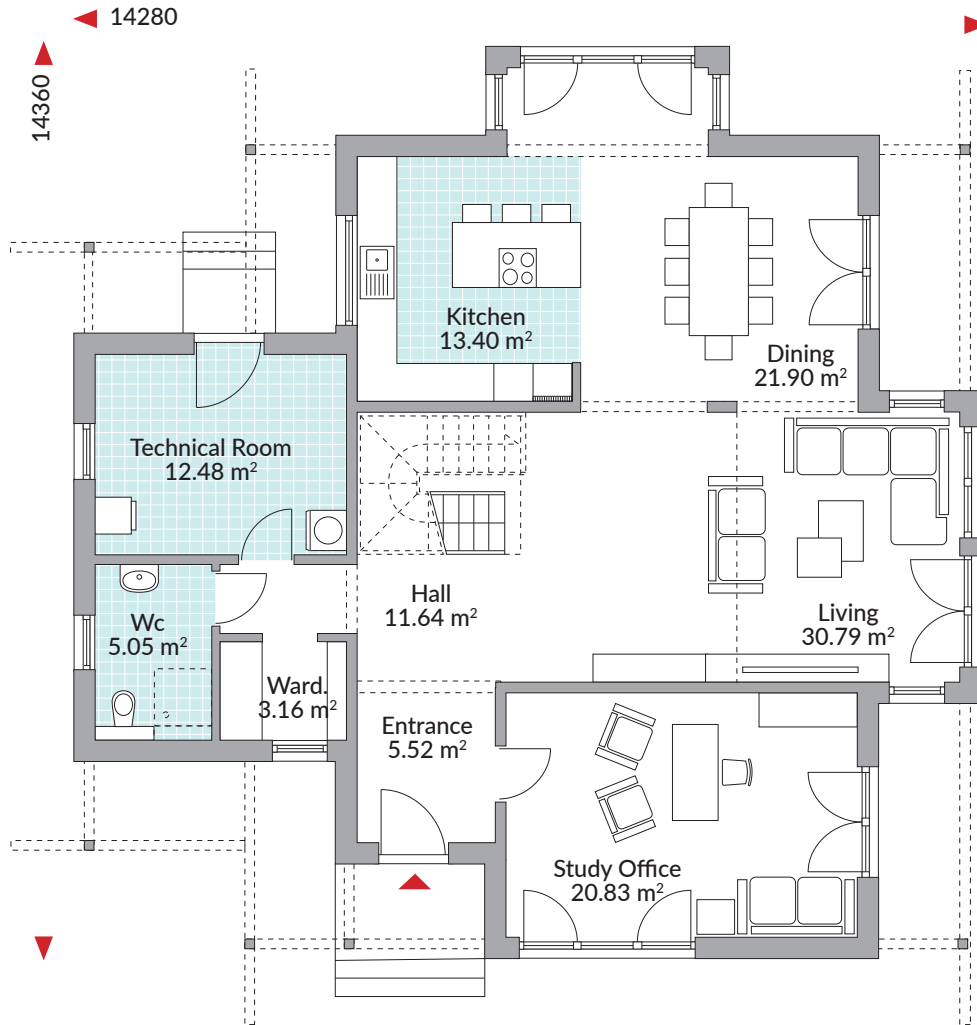 14280
14360
Kitchen
13.40 m²
Dining
21.90 m²
Technical Room
12.48 m²
Hall
11.64 m²
Living
30.79 m²
Wc
5.05 m²
Ward.
3.16 m²
Entrance
5.52 m²
Study Office
20.83 m²